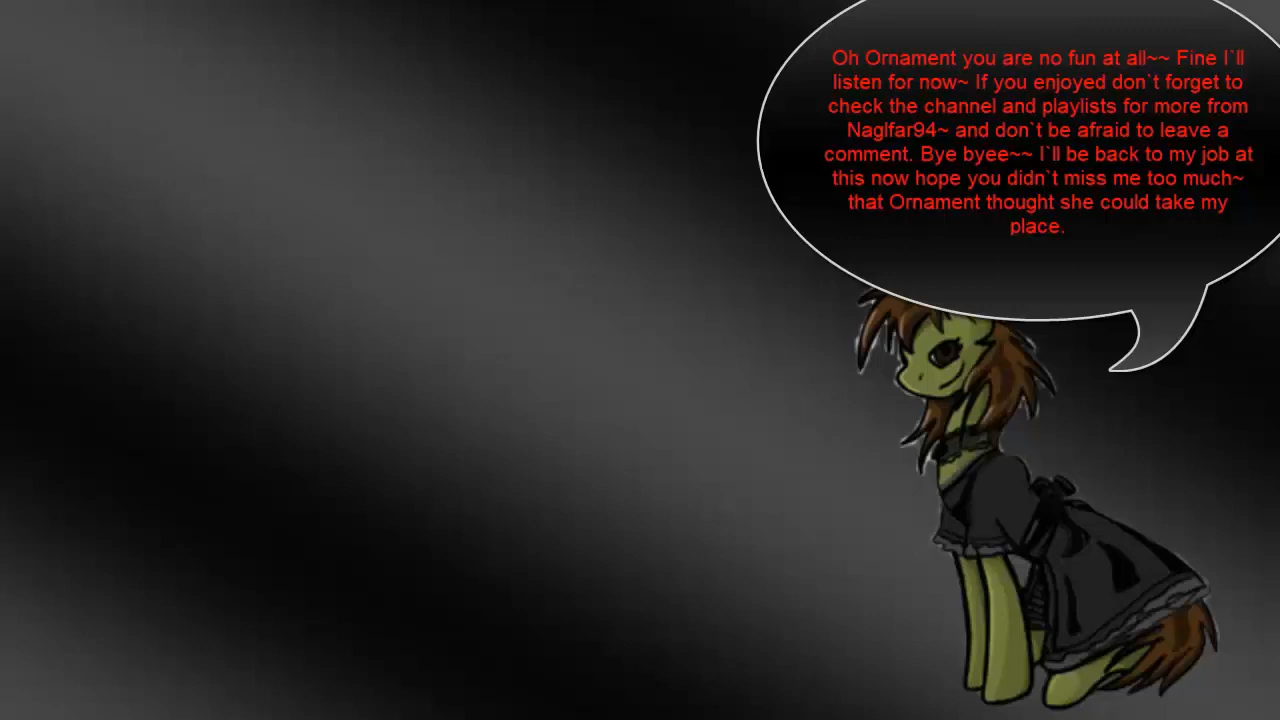 Oh Ornament you are no fun at all~~ Fine I`ll
listen for now~ If you enjoyed don`t forget to
check the channel and playlists for more from
Naglfar94~ and don`t be afraid to leave a
comment. Bye byee~~ I`ll be back to my job at
this now hope you didn`t miss me too much~
that Ornament thought she could take my
place.